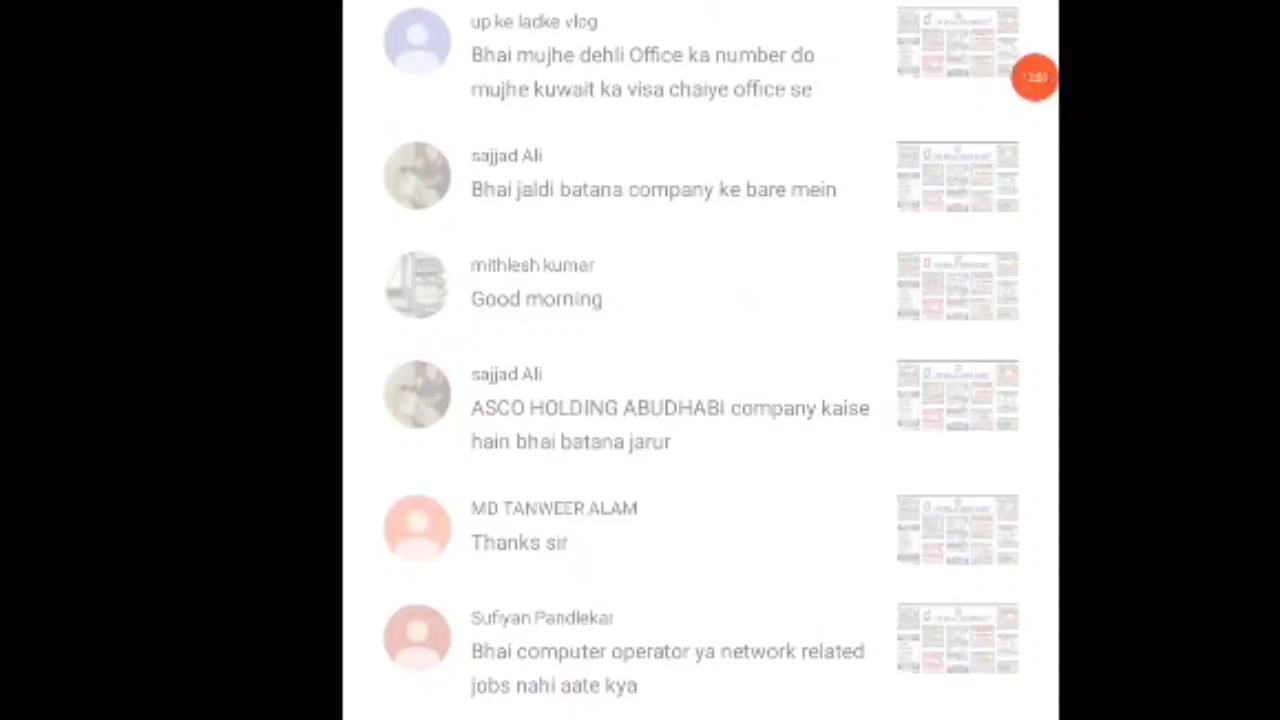 up ke ladke vlog
Bhai mujhe dehli Office ka number do
mujhe kuwait ka visa chaiye office se
sajjad Ali
Bhai jaldi batana company ke bare mein
mithlesh kumar
Good morning
sajjad Ali
ASCO HOLDING ABUDHABI company kaise
hain bhai batana jarur
MD TANWEER ALAM
Thanks sir
Sufiyan Pandlekar
Bhai computer operator ya network related
jobs nahi aate kya